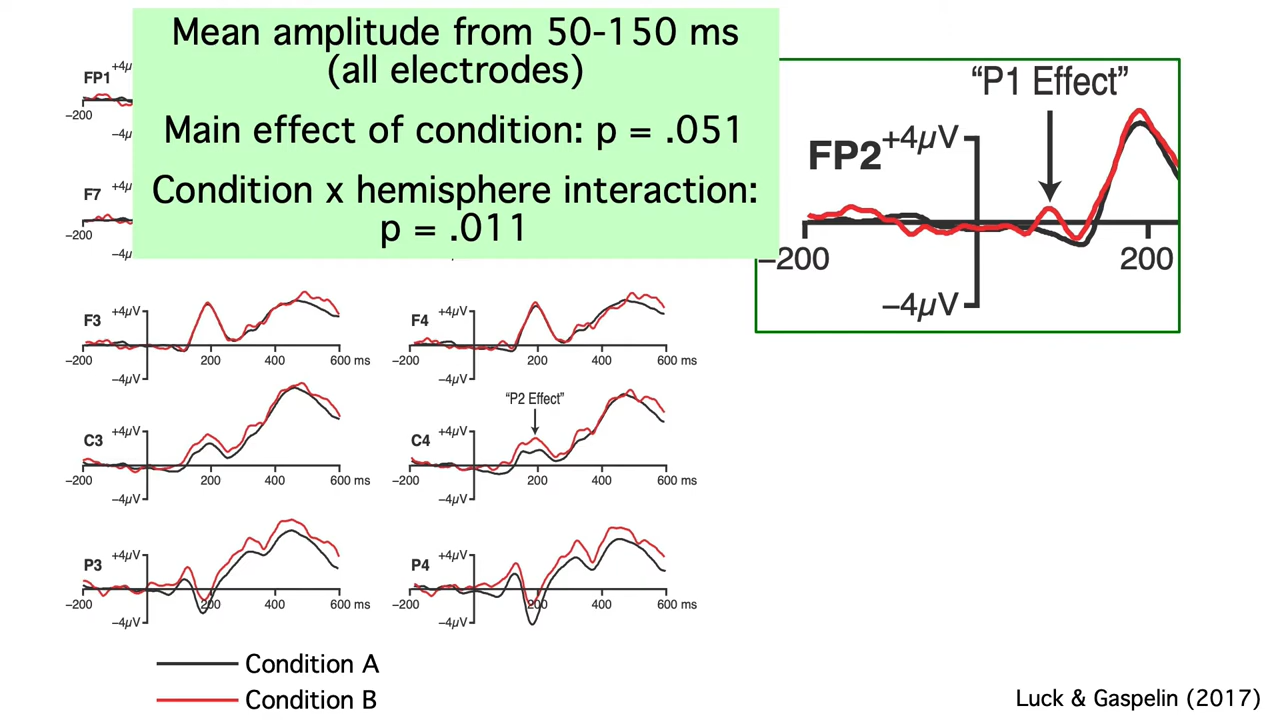 Mean amplitude from 50-150 ms
(all electrodes)
Main effect of condition: p = .051
Condition x hemisphere interaction:
p = .011
FP1
+4µ
-200
-4µ
F7
+4µ
-200
-4µ
"P1 Effect"
FP2
+4µV
-200
200
-4µV
F3
+4µV
-200
200
400
600 ms
-4µV
F4
+4µV
-200
200
400
600 ms
-4µV
C3
+4µV
-200
200
400
600 ms
-4µV
"P2 Effect"
C4
+4µV
-200
200
400
600 ms
-4µV
P3
+4µV
-200
200
400
600 ms
-4µV
P4
+4µV
-200
200
400
600 ms
-4µV
Condition A
Condition B
Luck & Gaspelin (2017)